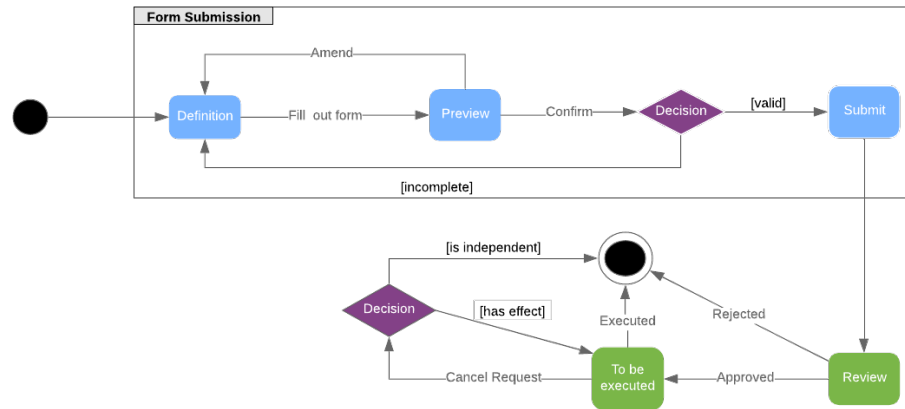 Form Submission
Amend
Definition
Fill out form
Preview
Confirm
Decision
[valid]
Submit
[incomplete]
[is independent]
Decision
[has effect]
Executed
Rejected
Cancel Request
To be
executed
Approved
Review